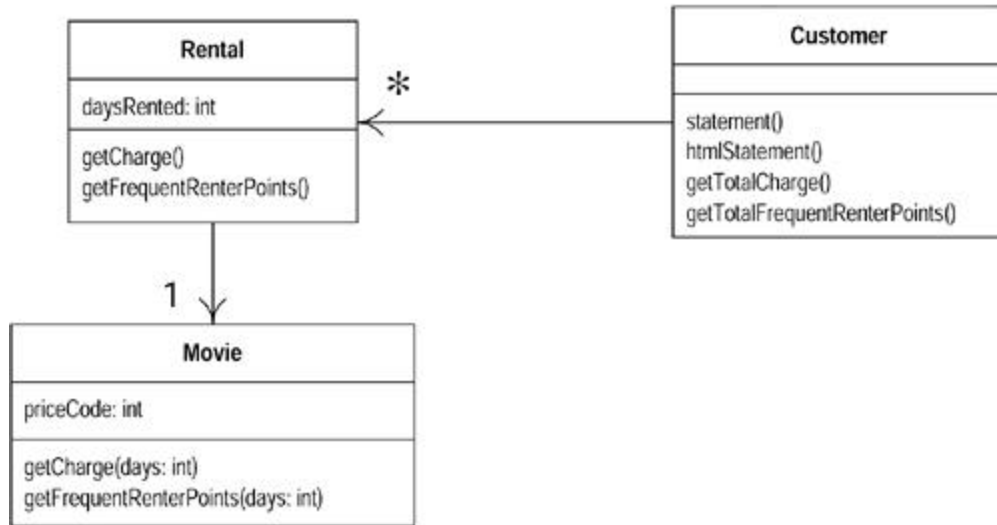 Rental
daysRented: int
getCharge()
getFrequentRenterPoints()
*
Customer
statement()
htmlStatement()
getTotalCharge()
getTotalFrequentRenterPoints()
1
Movie
priceCode: int
getCharge(days: int)
getFrequentRenterPoints(days: int)